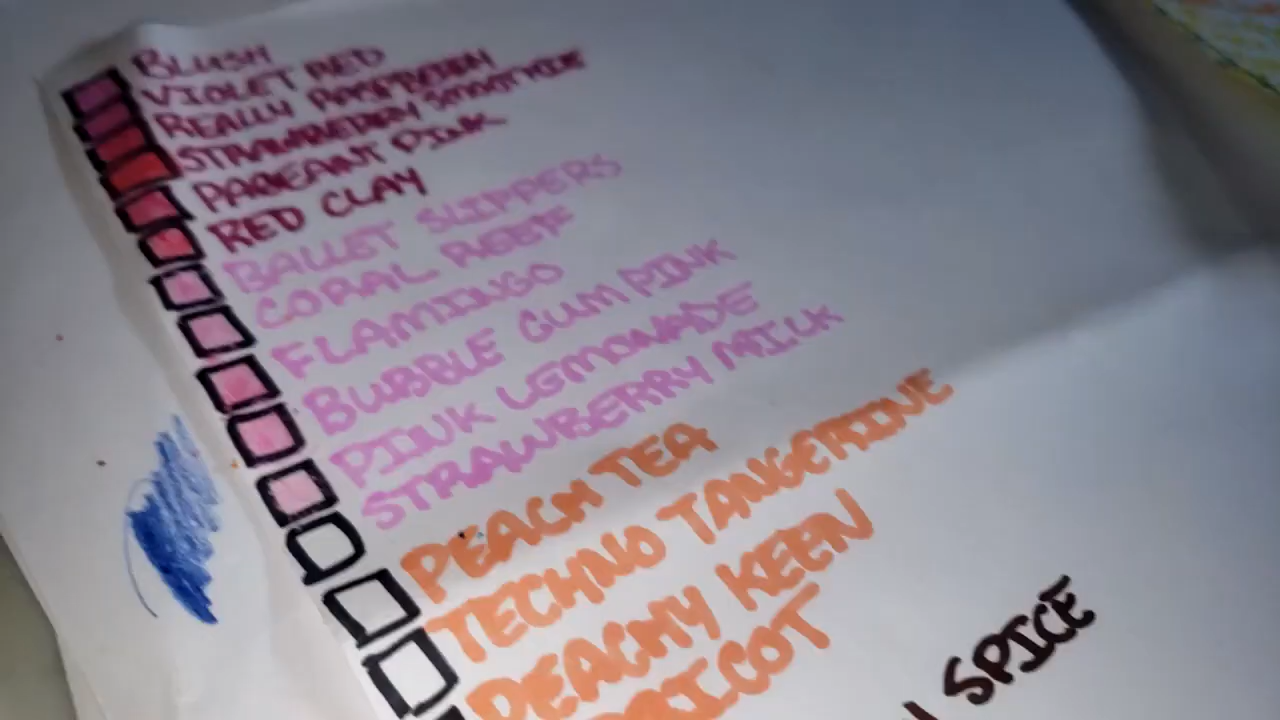 BLUSH
VIOLET RED
REALLY RASPBERRY
STRAWBERRY SMOOTHIE
PAGEANT PINK
RED CLAY
BALLET SLIPPERS
CORAL REEF
FLAMINGO
BUBBLE GUM PINK
PINK LEMONADE
STRAWBERRY MILK
PEACH TEA
TECHNO TANGERINE
PEACHY KEEN
SPICE